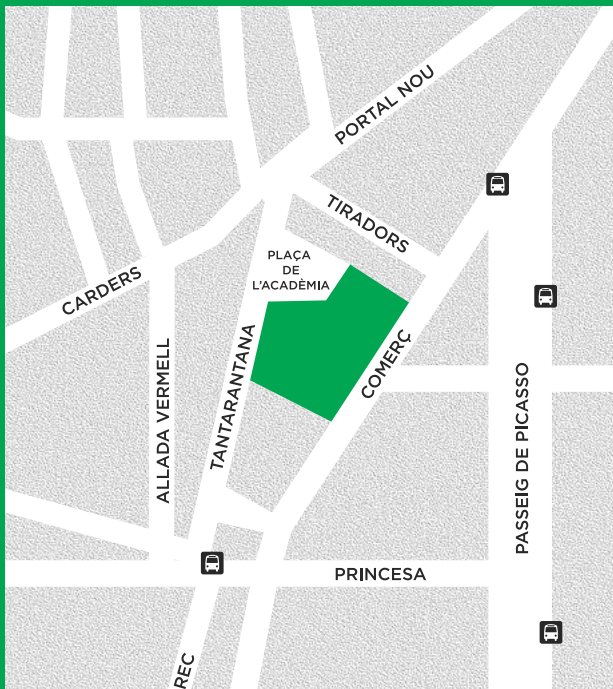 PORTAL NOU
TIRADORS
PLAÇA
DE
L'ACADÈMIA
CARDERS
COMERÇ
TANTARANTANA
ALLADA VERMELL
PASSEIG DE PICASSO
PRINCESA
REC